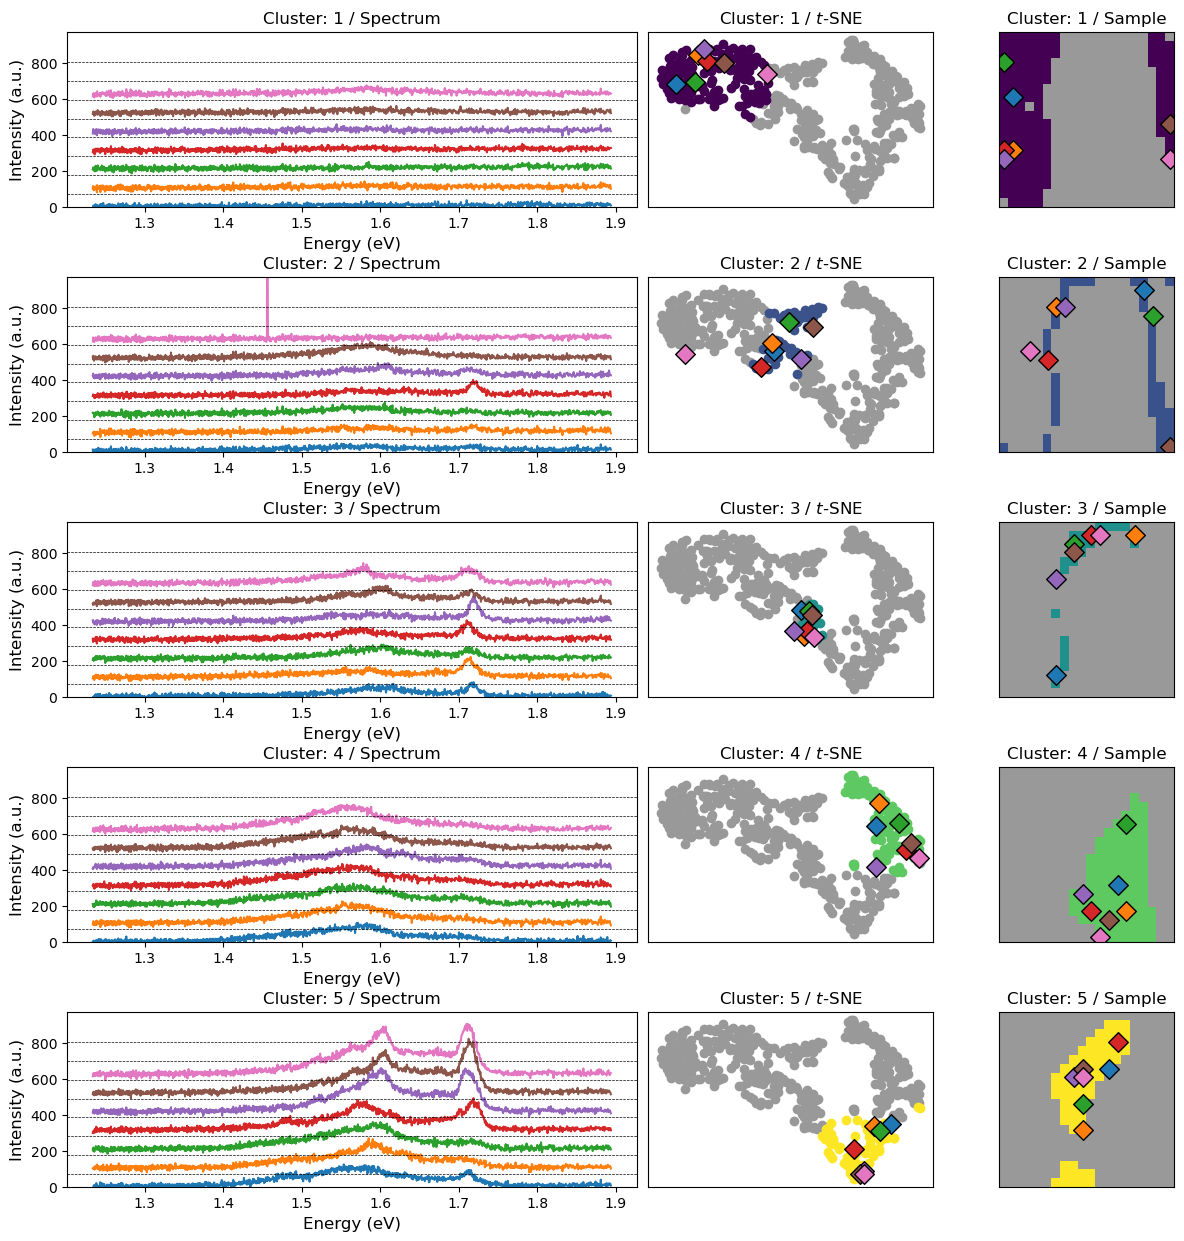 Cluster: 1 / Spectrum
Cluster: 1 / t-SNE
Cluster: 1 / Sample
Intensity (a.u.)
800
600
400
200
0
1.3 1.4 1.5 1.6 1.7 1.8 1.9
Energy (eV)
Cluster: 2 / Spectrum
Cluster: 2 / t-SNE
Cluster: 2 / Sample
Intensity (a.u.)
800
600
400
200
0
1.3 1.4 1.5 1.6 1.7 1.8 1.9
Energy (eV)
Cluster: 3 / Spectrum
Cluster: 3 / t-SNE
Cluster: 3 / Sample
Intensity (a.u.)
800
600
400
200
0
1.3 1.4 1.5 1.6 1.7 1.8 1.9
Energy (eV)
Cluster: 4 / Spectrum
Cluster: 4 / t-SNE
Cluster: 4 / Sample
Intensity (a.u.)
800
600
400
200
0
1.3 1.4 1.5 1.6 1.7 1.8 1.9
Energy (eV)
Cluster: 5 / Spectrum
Cluster: 5 / t-SNE
Cluster: 5 / Sample
Intensity (a.u.)
800
600
400
200
0
1.3 1.4 1.5 1.6 1.7 1.8 1.9
Energy (eV)